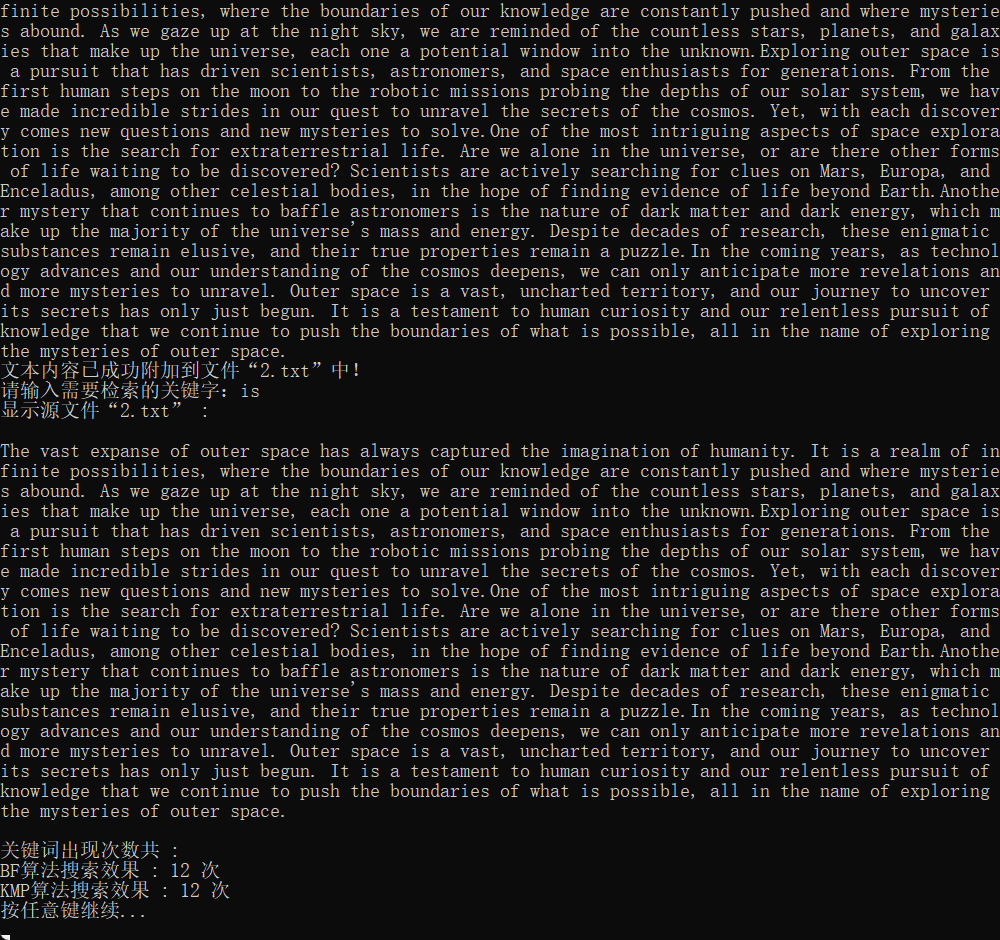 finite possibilities, where the boundaries of our knowledge are constantly pushed and where mysterie
s abound. As we gaze up at the night sky, we are reminded of the countless stars, planets, and galax
ies that make up the universe, each one a potential window into the unknown.Exploring outer space is
 a pursuit that has driven scientists, astronomers, and space enthusiasts for generations. From the
first human steps on the moon to the robotic missions probing the depths of our solar system, we hav
e made incredible strides in our quest to unravel the secrets of the cosmos. Yet, with each discover
y comes new questions and new mysteries to solve.One of the most intriguing aspects of space explora
tion is the search for extraterrestrial life. Are we alone in the universe, or are there other forms
 of life waiting to be discovered? Scientists are actively searching for clues on Mars, Europa, and
Enceladus, among other celestial bodies, in the hope of finding evidence of life beyond Earth.Anothe
r mystery that continues to baffle astronomers is the nature of dark matter and dark energy, which m
ake up the majority of the universe's mass and energy. Despite decades of research, these enigmatic
substances remain elusive, and their true properties remain a puzzle.In the coming years, as technol
ogy advances and our understanding of the cosmos deepens, we can only anticipate more revelations an
d more mysteries to unravel. Outer space is a vast, uncharted territory, and our journey to uncover
its secrets has only just begun. It is a testament to human curiosity and our relentless pursuit of
knowledge that we continue to push the boundaries of what is possible, all in the name of exploring
the mysteries of outer space.
文本内容已成功附加到文件“2.txt”中!
请输入需要检索的关键字：is
显示源文件“2.txt” :
The vast expanse of outer space has always captured the imagination of humanity. It is a realm of in
finite possibilities, where the boundaries of our knowledge are constantly pushed and where mysterie
s abound. As we gaze up at the night sky, we are reminded of the countless stars, planets, and galax
ies that make up the universe, each one a potential window into the unknown.Exploring outer space is
 a pursuit that has driven scientists, astronomers, and space enthusiasts for generations. From the
first human steps on the moon to the robotic missions probing the depths of our solar system, we hav
e made incredible strides in our quest to unravel the secrets of the cosmos. Yet, with each discover
y comes new questions and new mysteries to solve.One of the most intriguing aspects of space explora
tion is the search for extraterrestrial life. Are we alone in the universe, or are there other forms
 of life waiting to be discovered? Scientists are actively searching for clues on Mars, Europa, and
Enceladus, among other celestial bodies, in the hope of finding evidence of life beyond Earth.Anothe
r mystery that continues to baffle astronomers is the nature of dark matter and dark energy, which m
ake up the majority of the universe's mass and energy. Despite decades of research, these enigmatic
substances remain elusive, and their true properties remain a puzzle.In the coming years, as technol
ogy advances and our understanding of the cosmos deepens, we can only anticipate more revelations an
d more mysteries to unravel. Outer space is a vast, uncharted territory, and our journey to uncover
its secrets has only just begun. It is a testament to human curiosity and our relentless pursuit of
knowledge that we continue to push the boundaries of what is possible, all in the name of exploring
the mysteries of outer space.
关键词出现次数共 :
BF算法搜索效果 : 12 次
KMP算法搜索效果 : 12 次
按任意键继续...